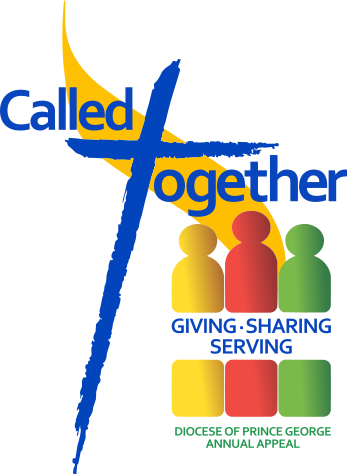 Called
Together
GIVING · SHARING
SERVING
DIOCESE OF PRINCE GEORGE
ANNUAL APPEAL